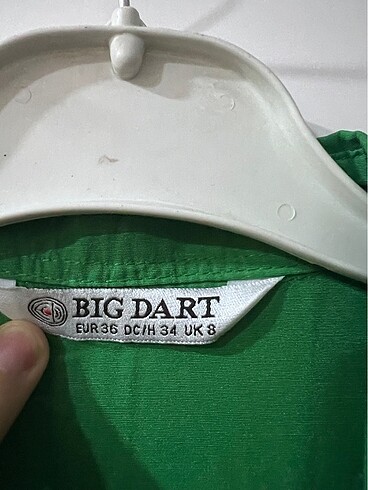 BIG DART
EUR 36 DC/H 34 UK 8